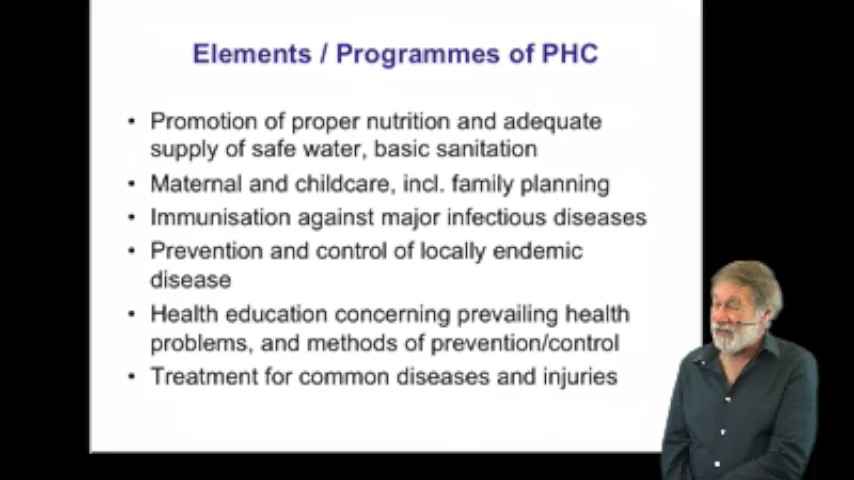 Elements / Programmes of PHC
• Promotion of proper nutrition and adequate
supply of safe water, basic sanitation
• Maternal and childcare, incl. family planning
• Immunisation against major infectious diseases
• Prevention and control of locally endemic
disease
• Health education concerning prevailing health
problems, and methods of prevention/control
• Treatment for common diseases and injuries